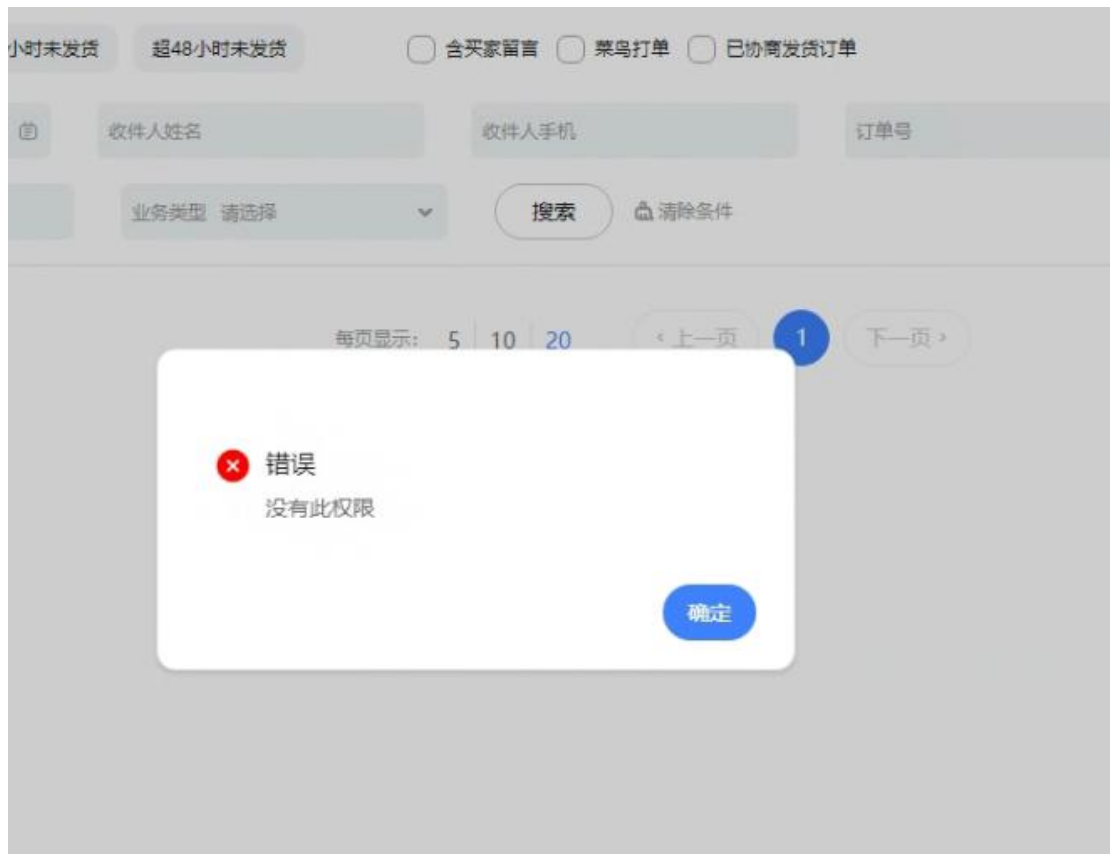 小时未发货 超48小时未发货 含买家留言 菜鸟打单 已协商发货订单
收件人姓名 收件人手机 订单号
业务类型 请选择 搜索 清除条件
每页显示: 5 10 20 ‹上一页 1 下一页›
错误
没有此权限
确定